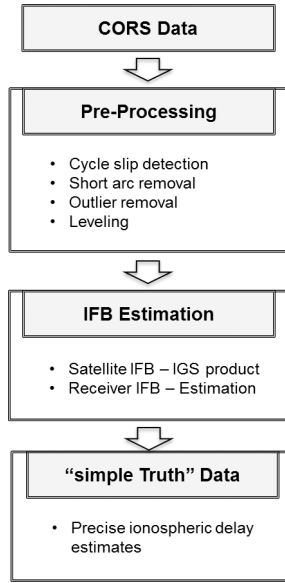 CORS Data
Pre-Processing
• Cycle slip detection
• Short arc removal
• Outlier removal
• Leveling
IFB Estimation
• Satellite IFB – IGS product
• Receiver IFB – Estimation
“simple Truth” Data
• Precise ionospheric delay
estimates